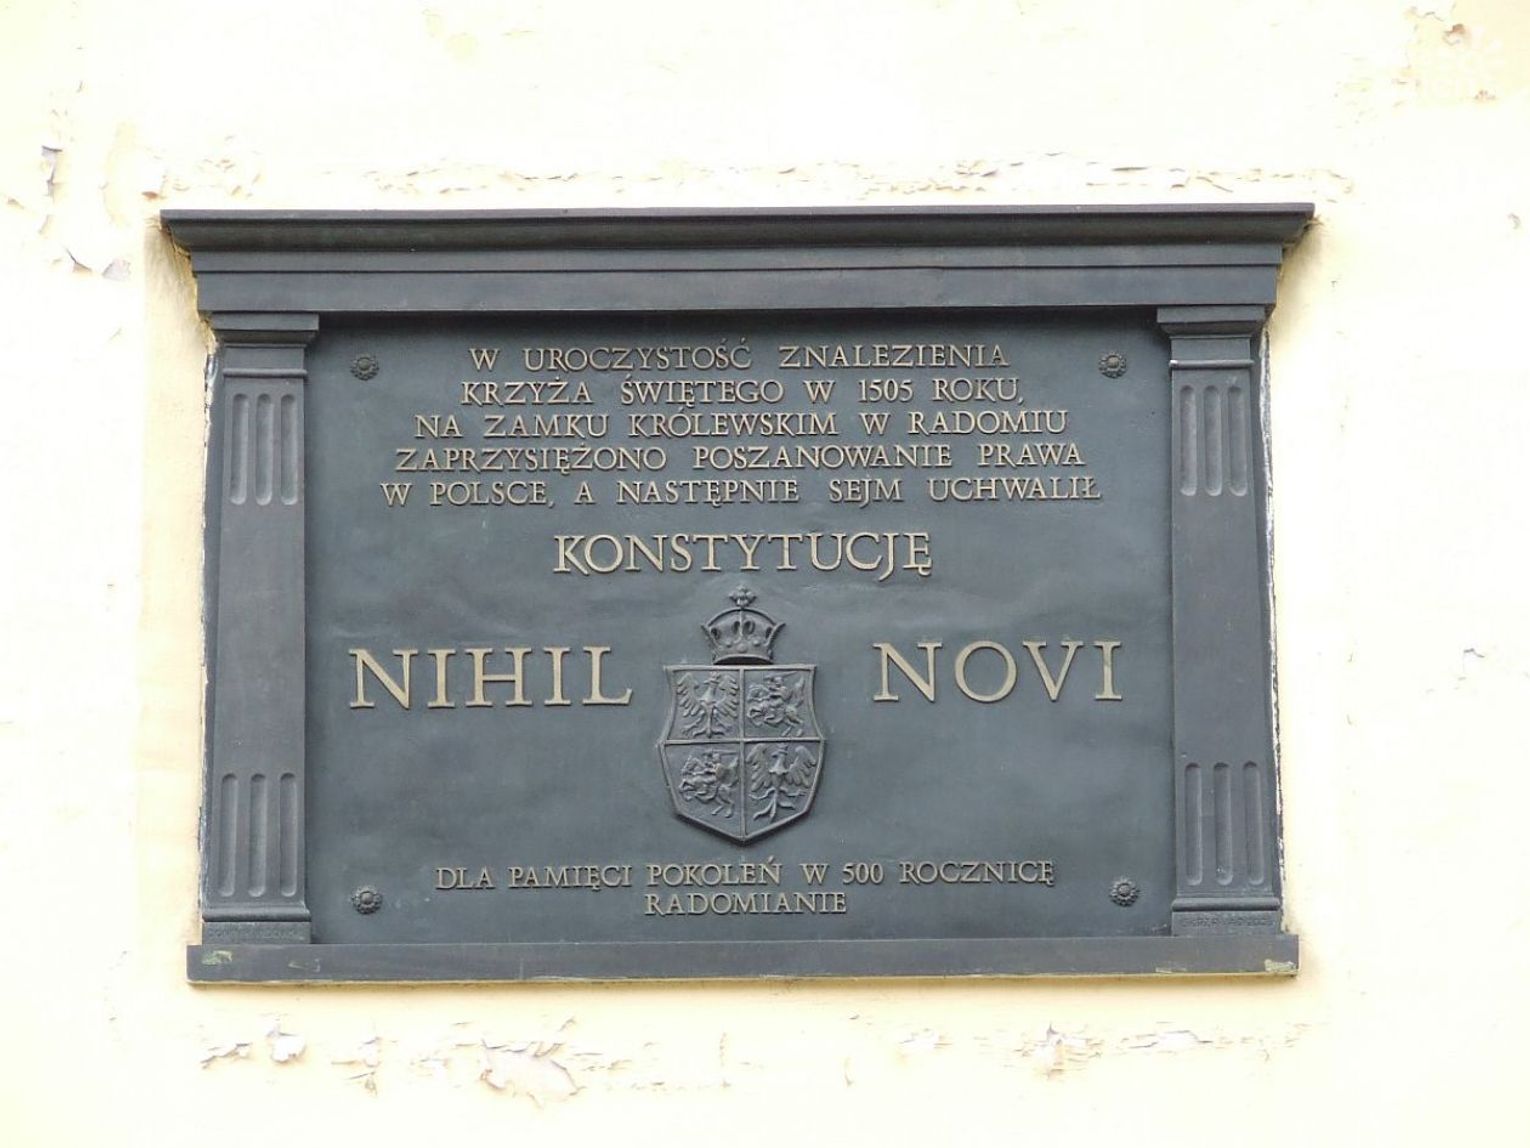 W UROCZYSTOŚĆ ZNALEZIENIA
KRZYŻA ŚWIĘTEGO W 1505 ROKU,
NA ZAMKU KRÓLEWSKIM W RADOMIU
ZAPRZYSIĘŻONO POSZANOWANIE PRAWA
W POLSCE, A NASTĘPNIE SEJM UCHWALIŁ
KONSTYTUCJĘ
NIHIL NOVI
DLA PAMIĘCI POKOLEŃ W 500 ROCZNICĘ
RADOMIANIE